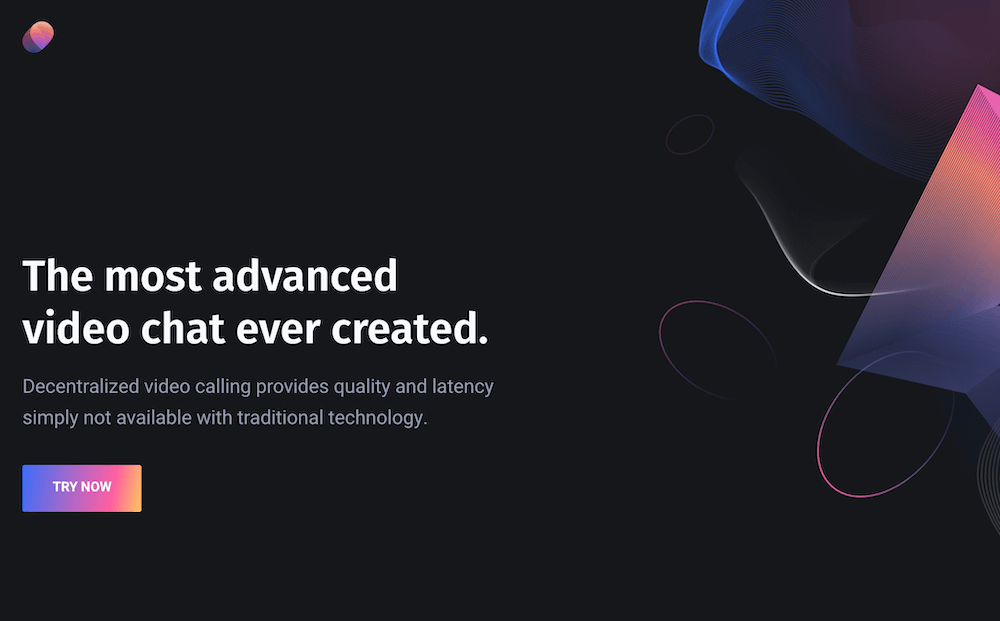 The most advanced
video chat ever created.
Decentralized video calling provides quality and latency
simply not available with traditional technology.
TRY NOW